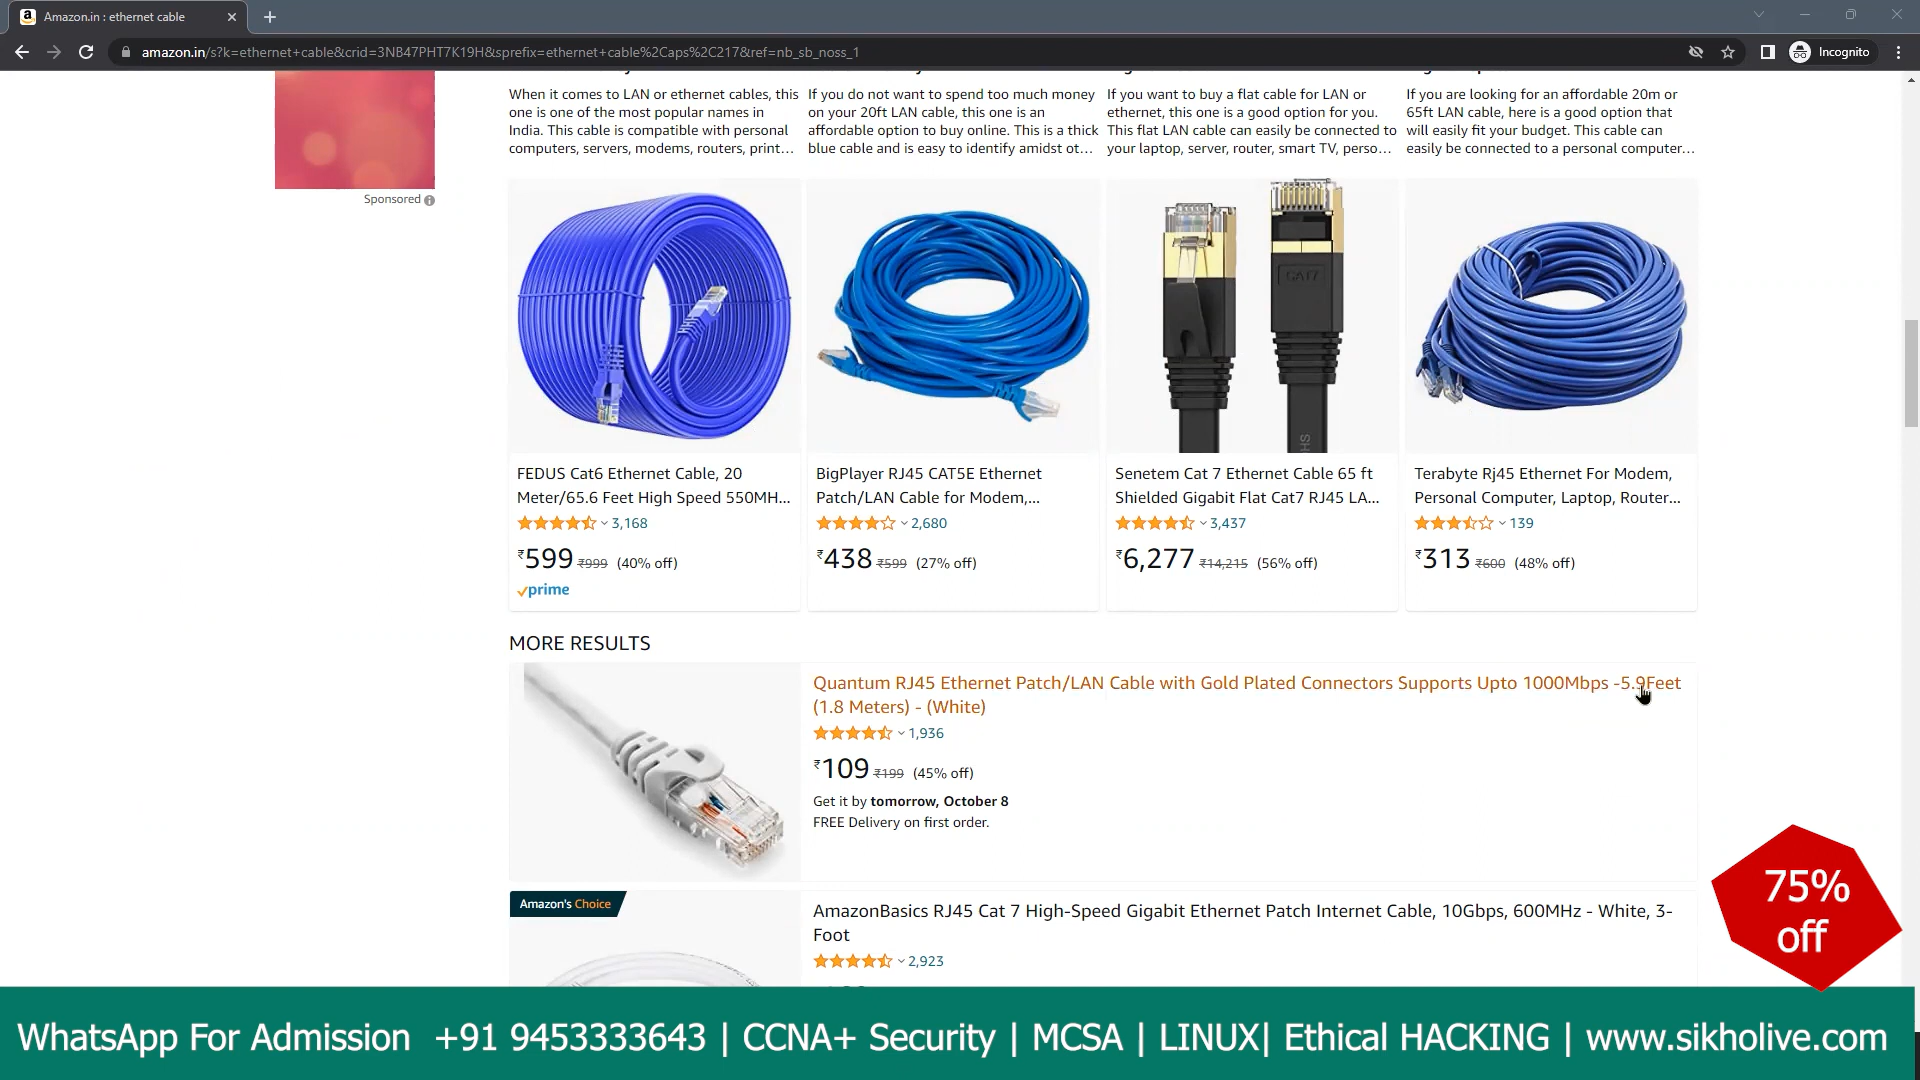 Amazon.in : ethernet cable
amazon.in/s?k=ethernet+cable&crid=3NB47PHT7K19H&sprefix=ethernet+cable%2Caps%2C217&ref=nb_sb_noss_1
Incognito
Sponsored
When it comes to LAN or ethernet cables, this
one is one of the most popular names in
India. This cable is compatible with personal
computers, servers, modems, routers, print...
If you do not want to spend too much money
on your 20ft LAN cable, this one is an
affordable option to buy online. This is a thick
blue cable and is easy to identify amidst ot...
If you want to buy a flat cable for LAN or
ethernet, this one is a good option for you.
This flat LAN cable can easily be connected to
your laptop, server, router, smart TV, perso...
If you are looking for an affordable 20m or
65ft LAN cable, here is a good option that
will easily fit your budget. This cable can
easily be connected to a personal computer...
CAT7
FEDUS Cat6 Ethernet Cable, 20
Meter/65.6 Feet High Speed 550MH...
3,168
₹599 ₹999 (40% off)
prime
BigPlayer RJ45 CAT5E Ethernet
Patch/LAN Cable for Modem,...
2,680
₹438 ₹599 (27% off)
Senetem Cat 7 Ethernet Cable 65 ft
Shielded Gigabit Flat Cat7 RJ45 LA...
3,437
₹6,277 ₹14,215 (56% off)
Terabyte Rj45 Ethernet For Modem,
Personal Computer, Laptop, Router...
139
₹313 ₹600 (48% off)
MORE RESULTS
Quantum RJ45 Ethernet Patch/LAN Cable with Gold Plated Connectors Supports Upto 1000Mbps -5.9Feet
(1.8 Meters) - (White)
1,936
₹109 ₹199 (45% off)
Get it by tomorrow, October 8
FREE Delivery on first order.
Amazon's Choice
AmazonBasics RJ45 Cat 7 High-Speed Gigabit Ethernet Patch Internet Cable, 10Gbps, 600MHz - White, 3-
Foot
2,923
75%
off
WhatsApp For Admission +91 9453333643 | CCNA+ Security | MCSA | LINUX| Ethical HACKING | www.sikholive.com